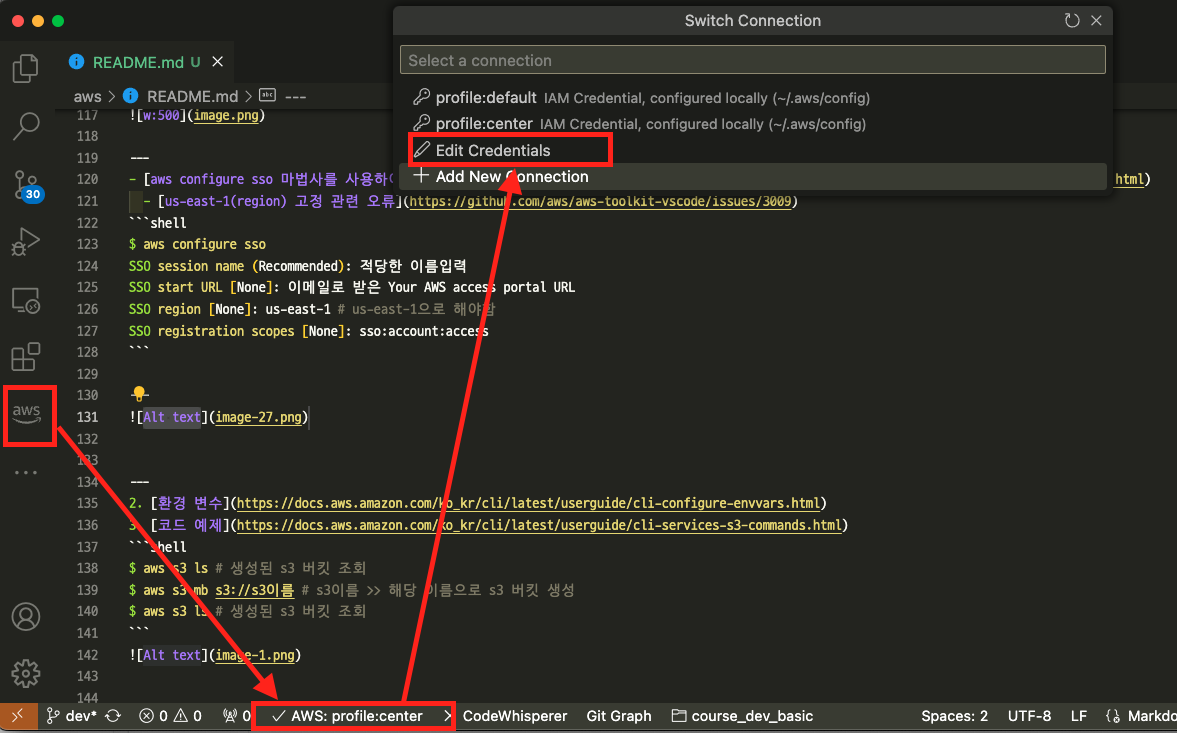 Switch Connection
Select a connection
profile:default IAM Credential, configured locally (~/.aws/config)
profile:center IAM Credential, configured locally (~/.aws/config)
Edit Credentials
Add New Connection
README.md U
aws > README.md > abc ---
117 ![w:500](image.png)
118
119 ---
120 - [aws configure sso 마법사를 사용하 html)
121 - [us-east-1(region) 고정 관련 오류](https://github.com/aws/aws-toolkit-vscode/issues/3009)
122 ```shell
123 $ aws configure sso
124 SSO session name (Recommended): 적당한 이름입력
125 SSO start URL [None]: 이메일로 받은 Your AWS access portal URL
126 SSO region [None]: us-east-1 # us-east-1으로 해야함
127 SSO registration scopes [None]: sso:account:access
128 ```
129
130
131 ![Alt text](image-27.png)
132
133
134 ---
135 2. [환경 변수](https://docs.aws.amazon.com/ko_kr/cli/latest/userguide/cli-configure-envvars.html)
136 3. [코드 예제](https://docs.aws.amazon.com/ko_kr/cli/latest/userguide/cli-services-s3-commands.html)
137 ```shell
138 $ aws s3 ls # 생성된 s3 버킷 조회
139 $ aws s3 mb s3://s3이름 # s3이름 >> 해당 이름으로 s3 버킷 생성
140 $ aws s3 ls # 생성된 s3 버킷 조회
141 ```
142 ![Alt text](image-1.png)
143
144
30
aws
dev* 0 0 0 AWS: profile:center CodeWhisperer Git Graph course_dev_basic Spaces: 2 UTF-8 LF {} Markdo